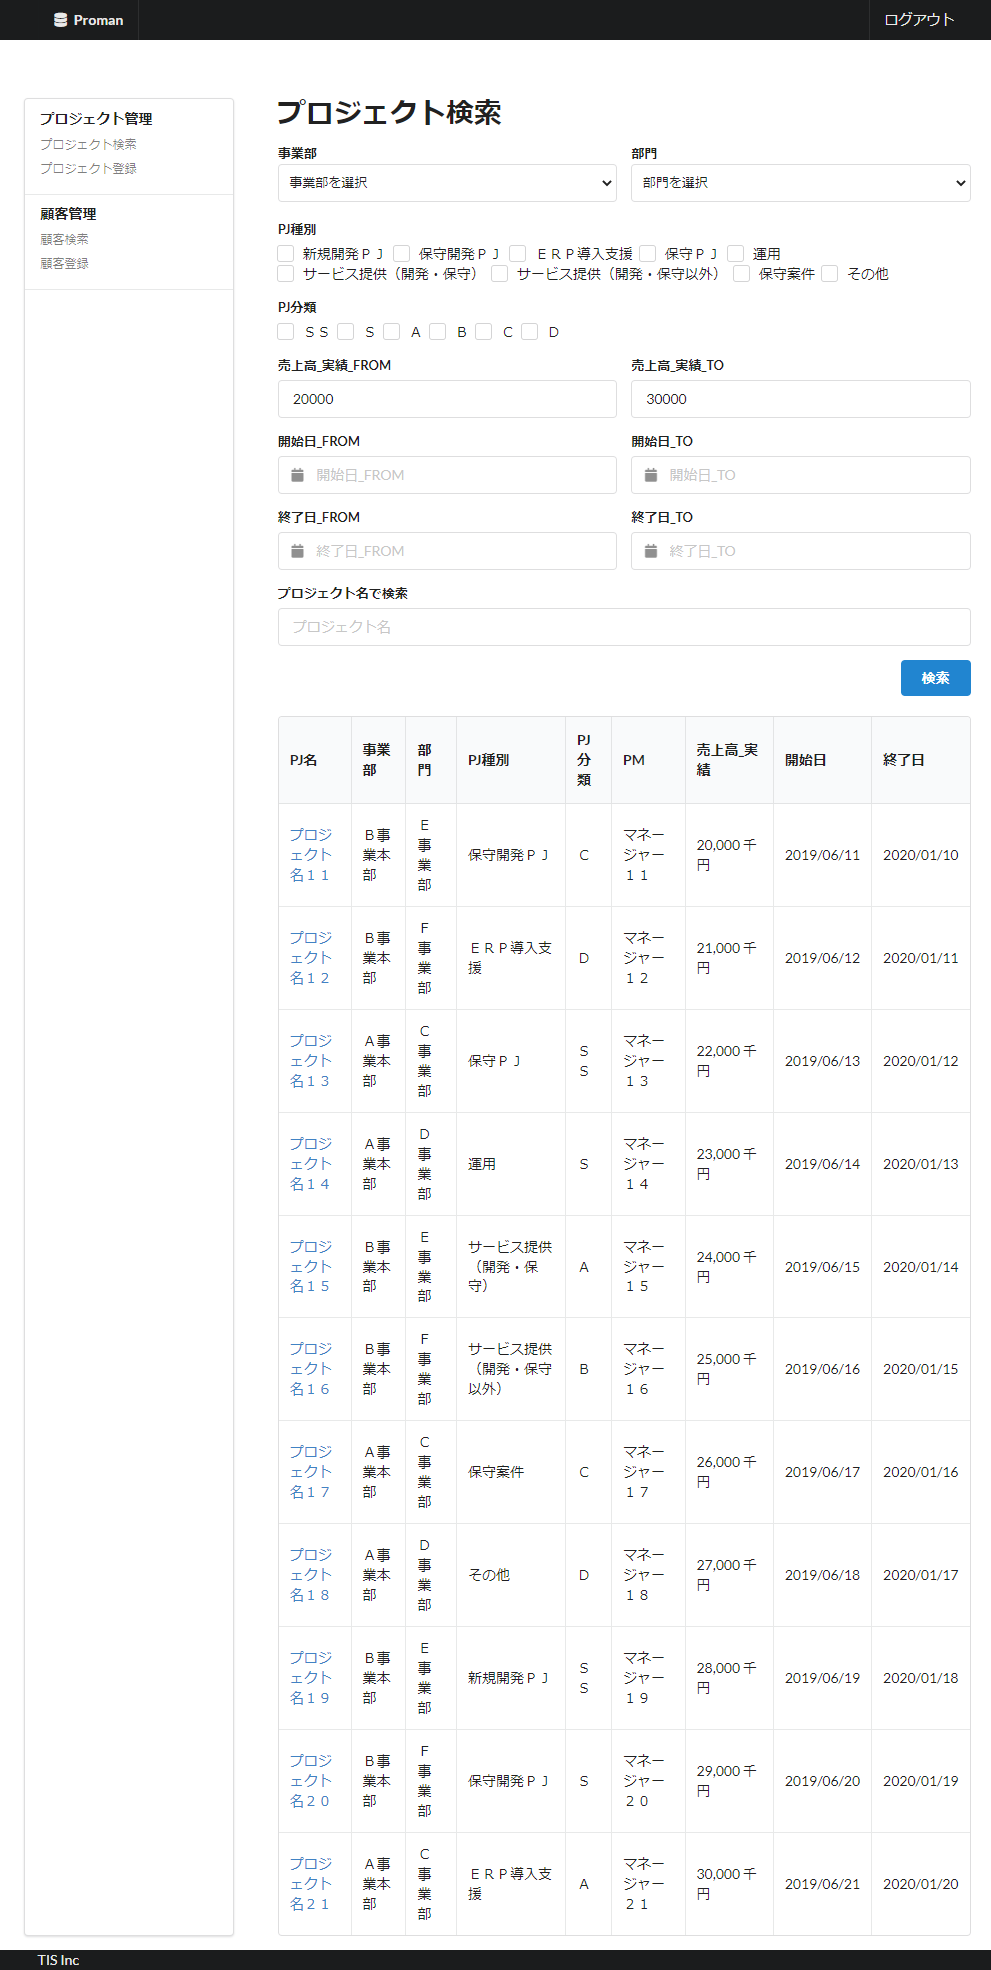 Proman
ログアウト
プロジェクト管理
プロジェクト検索
プロジェクト登録
顧客管理
顧客検索
顧客登録
プロジェクト検索
事業部 部門
事業部を選択 部門を選択
PJ種別
新規開発ＰＪ 保守開発ＰＪ ＥＲＰ導入支援 保守ＰＪ 運用
サービス提供（開発・保守） サービス提供（開発・保守以外） 保守案件 その他
PJ分類
ＳＳ Ｓ Ａ Ｂ Ｃ Ｄ
売上高_実績_FROM 売上高_実績_TO
20000 30000
開始日_FROM 開始日_TO
開始日_FROM 開始日_TO
終了日_FROM 終了日_TO
終了日_FROM 終了日_TO
プロジェクト名で検索
プロジェクト名
検索
PJ名 事業部 部門 PJ種別 PJ分類 PM 売上高_実績 開始日 終了日
プロジェクト名１１ Ｂ事業本部 Ｅ事業部 保守開発ＰＪ Ｃ マネージャー１１ 20,000 千円 2019/06/11 2020/01/10
プロジェクト名１２ Ｂ事業本部 Ｆ事業部 ＥＲＰ導入支援 Ｄ マネージャー１２ 21,000 千円 2019/06/12 2020/01/11
プロジェクト名１３ Ａ事業本部 Ｃ事業部 保守ＰＪ ＳＳ マネージャー１３ 22,000 千円 2019/06/13 2020/01/12
プロジェクト名１４ Ａ事業本部 Ｄ事業部 運用 Ｓ マネージャー１４ 23,000 千円 2019/06/14 2020/01/13
プロジェクト名１５ Ｂ事業本部 Ｅ事業部 サービス提供（開発・保守） Ａ マネージャー１５ 24,000 千円 2019/06/15 2020/01/14
プロジェクト名１６ Ｂ事業本部 Ｆ事業部 サービス提供（開発・保守以外） Ｂ マネージャー１６ 25,000 千円 2019/06/16 2020/01/15
プロジェクト名１７ Ａ事業本部 Ｃ事業部 保守案件 Ｃ マネージャー１７ 26,000 千円 2019/06/17 2020/01/16
プロジェクト名１８ Ａ事業本部 Ｄ事業部 その他 Ｄ マネージャー１８ 27,000 千円 2019/06/18 2020/01/17
プロジェクト名１９ Ｂ事業本部 Ｅ事業部 新規開発ＰＪ ＳＳ マネージャー１９ 28,000 千円 2019/06/19 2020/01/18
プロジェクト名２０ Ｂ事業本部 Ｆ事業部 保守開発ＰＪ Ｓ マネージャー２０ 29,000 千円 2019/06/20 2020/01/19
プロジェクト名２１ Ａ事業本部 Ｃ事業部 ＥＲＰ導入支援 Ａ マネージャー２１ 30,000 千円 2019/06/21 2020/01/20
TIS Inc